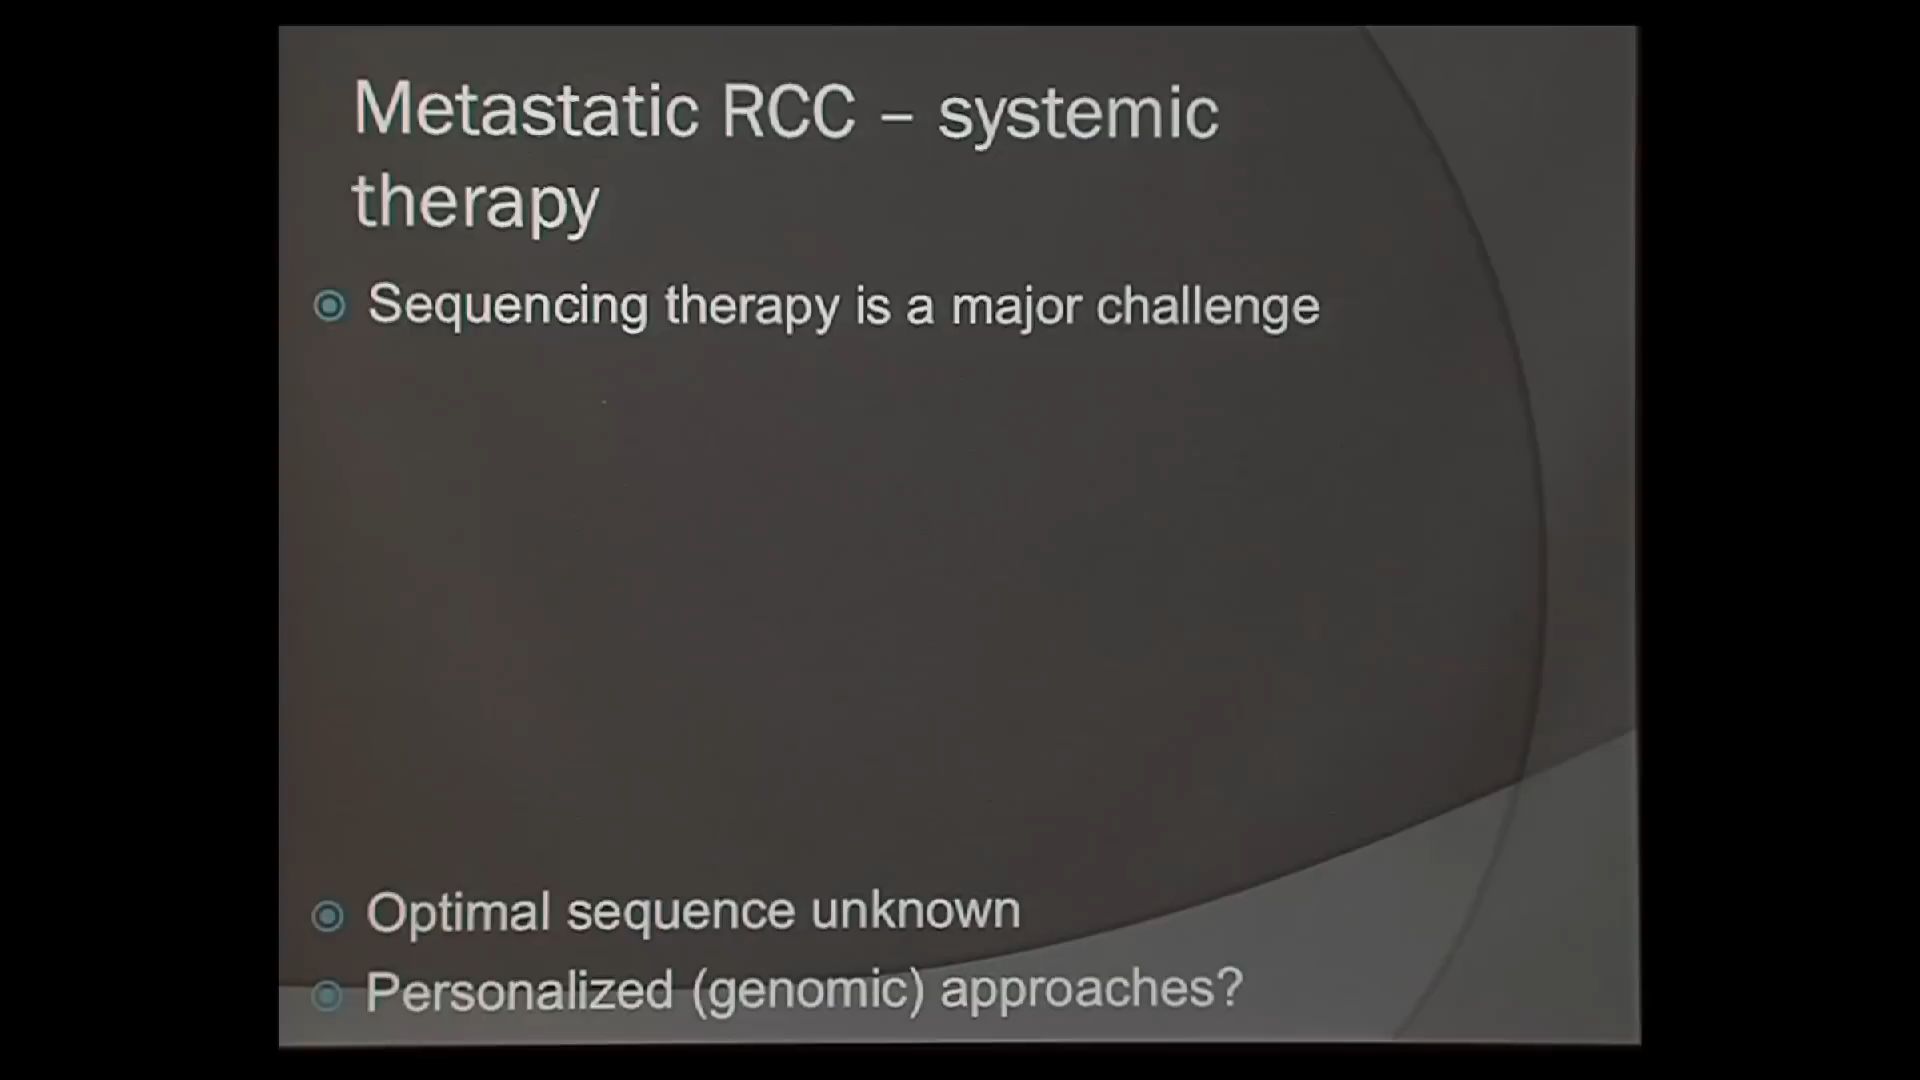 Metastatic RCC – systemic
therapy
Sequencing therapy is a major challenge
Optimal sequence unknown
Personalized (genomic) approaches?